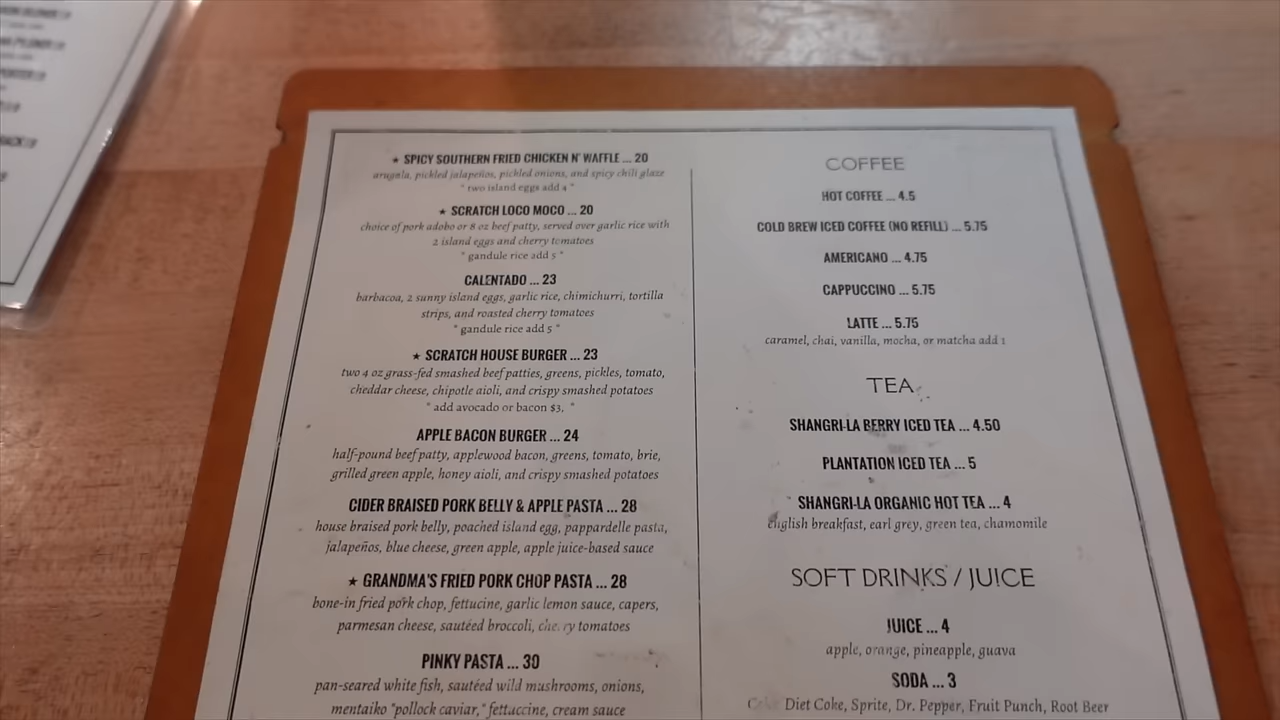 ★ SPICY SOUTHERN FRIED CHICKEN N' WAFFLE ... 20
arugula, pickled jalapeños, pickled onions, and spicy chili glaze
* two island eggs add 4 *
★ SCRATCH LOCO MOCO ... 20
choice of pork adobo or 8 oz beef patty, served over garlic rice with
2 island eggs and cherry tomatoes
* gandule rice add 5 *
CALENTADO ... 23
barbacoa, 2 sunny island eggs, garlic rice, chimichurri, tortilla
strips, and roasted cherry tomatoes
* gandule rice add 5 *
★ SCRATCH HOUSE BURGER ... 23
two 4 oz grass-fed smashed beef patties, greens, pickles, tomato,
cheddar cheese, chipotle aioli, and crispy smashed potatoes
* add avocado or bacon $3. *
APPLE BACON BURGER ... 24
half-pound beef patty, applewood bacon, greens, tomato, brie,
grilled green apple, honey aioli, and crispy smashed potatoes
CIDER BRAISED PORK BELLY & APPLE PASTA ... 28
house braised pork belly, poached island egg, pappardelle pasta,
jalapeños, blue cheese, green apple, apple juice-based sauce
★ GRANDMA'S FRIED PORK CHOP PASTA ... 28
bone-in fried pork chop, fettucine, garlic lemon sauce, capers,
parmesan cheese, sautéed broccoli, cherry tomatoes
PINKY PASTA ... 30
pan-seared white fish, sautéed wild mushrooms, onions,
mentaiko "pollock caviar," fettuccine, cream sauce
COFFEE
HOT COFFEE ... 4.5
COLD BREW ICED COFFEE (NO REFILL) ... 5.75
AMERICANO ... 4.75
CAPPUCCINO ... 5.75
LATTE ... 5.75
caramel, chai, vanilla, mocha, or matcha add 1
TEA
SHANGRI-LA BERRY ICED TEA ... 4.50
PLANTATION ICED TEA ... 5
SHANGRI-LA ORGANIC HOT TEA ... 4
english breakfast, earl grey, green tea, chamomile
SOFT DRINKS / JUICE
JUICE ... 4
apple, orange, pineapple, guava
SODA ... 3
Coke, Diet Coke, Sprite, Dr. Pepper, Fruit Punch, Root Beer